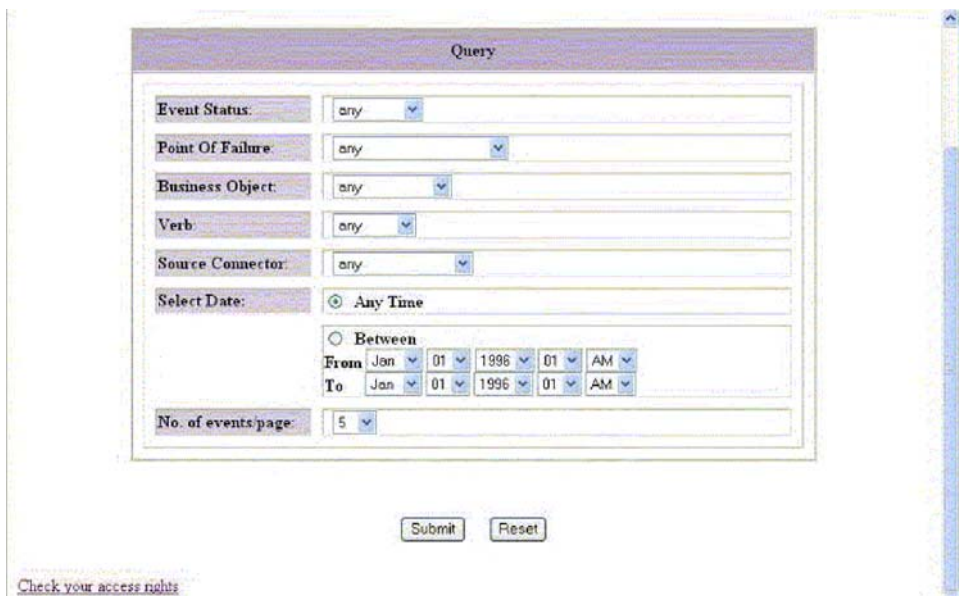 Query
Event Status: any
Point Of Failure: any
Business Object: any
Verb: any
Source Connector: any
Select Date: Any Time
Between
From Jan 01 1996 01 AM
To Jan 01 1996 01 AM
No. of events/page: 5
Submit Reset
Check your access rights